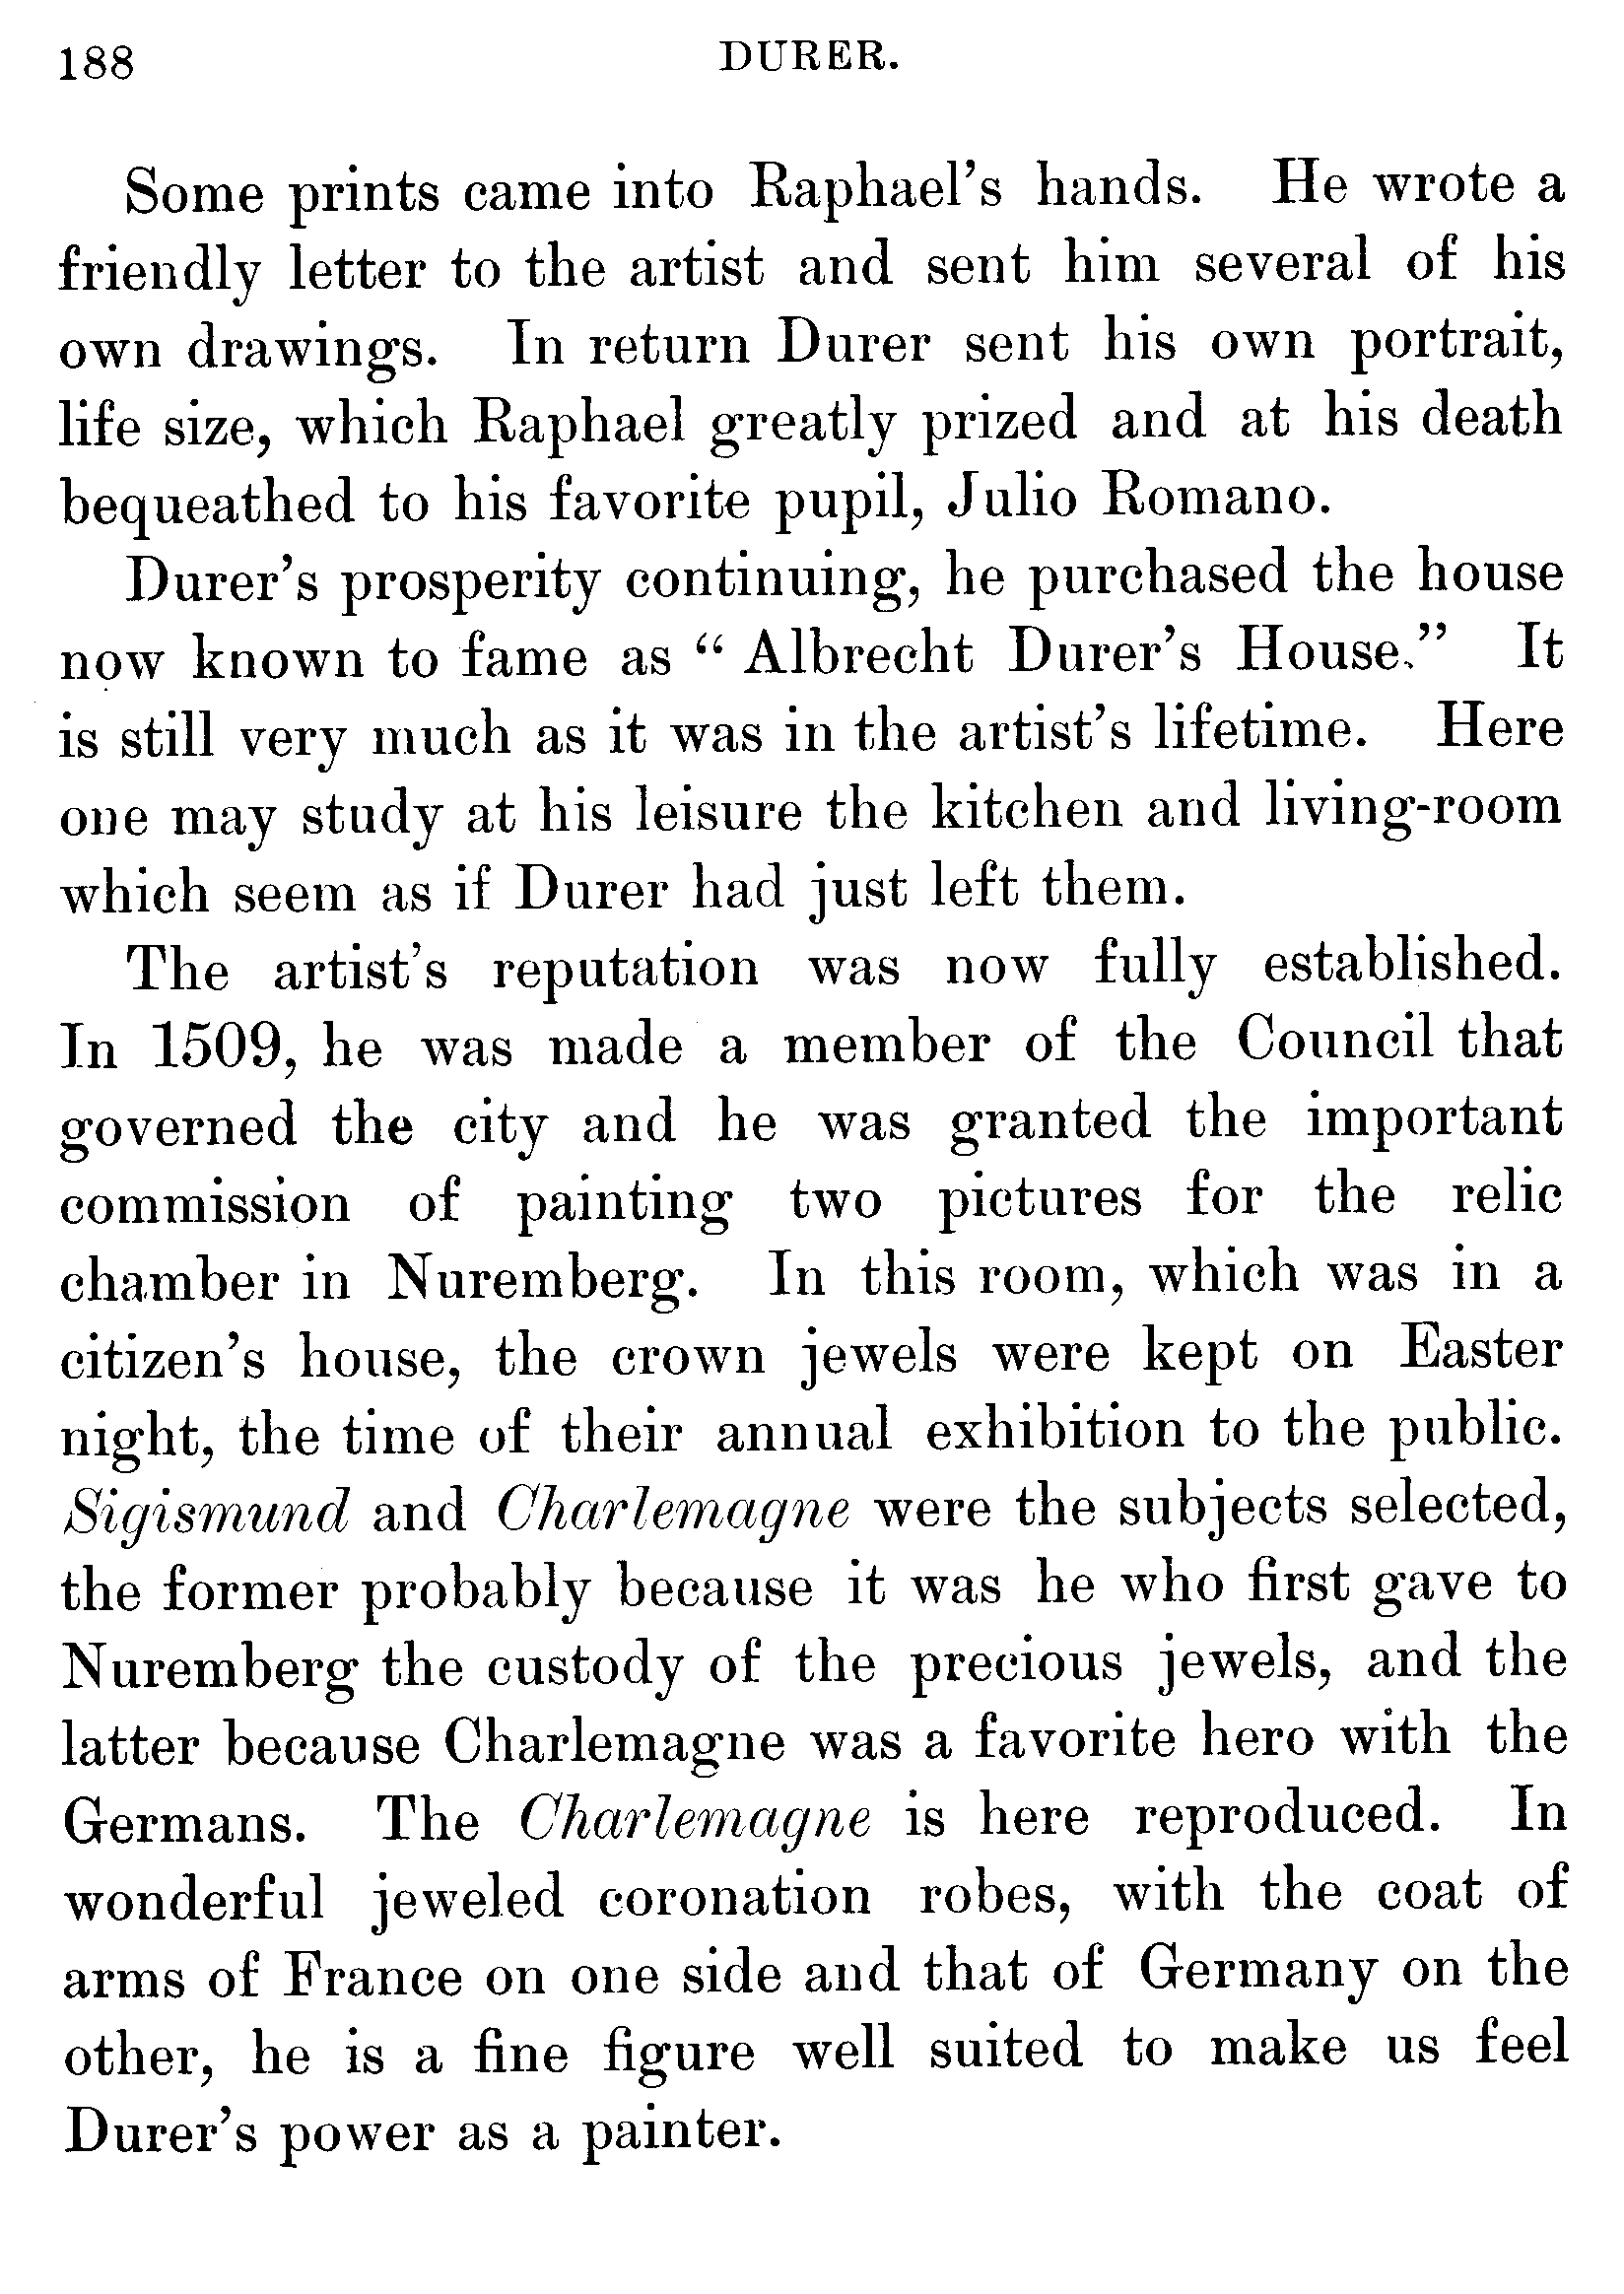 188
DURER.
Some prints came into Raphael's hands. He wrote a
friendly letter to the artist and sent him several of his
own drawings. In return Durer sent his own portrait,
life size, which Raphael greatly prized and at his death
bequeathed to his favorite pupil, Julio Romano.
Durer's prosperity continuing, he purchased the house
now known to fame as “ Albrecht Durer's House.” It
is still very much as it was in the artist's lifetime. Here
one may study at his leisure the kitchen and living-room
which seem as if Durer had just left them.
The artist's reputation was now fully established.
In 1509, he was made a member of the Council that
governed the city and he was granted the important
commission of painting two pictures for the relic
chamber in Nuremberg. In this room, which was in a
citizen's house, the crown jewels were kept on Easter
night, the time of their annual exhibition to the public.
Sigismund and Charlemagne were the subjects selected,
the former probably because it was he who first gave to
Nuremberg the custody of the precious jewels, and the
latter because Charlemagne was a favorite hero with the
Germans. The Charlemagne is here reproduced. In
wonderful jeweled coronation robes, with the coat of
arms of France on one side and that of Germany on the
other, he is a fine figure well suited to make us feel
Durer's power as a painter.